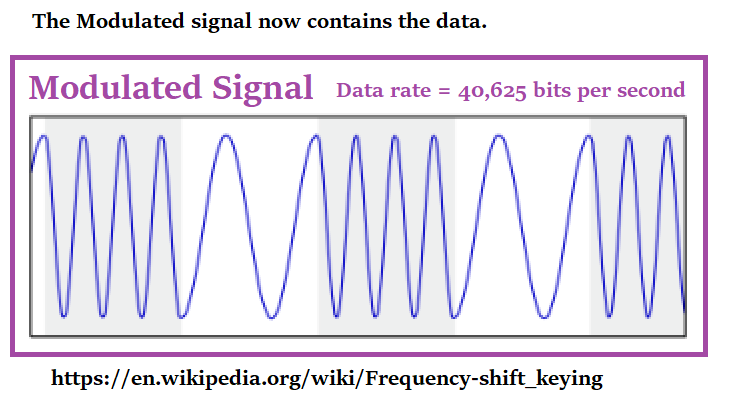 The Modulated signal now contains the data.
Modulated Signal Data rate = 40,625 bits per second
https://en.wikipedia.org/wiki/Frequency-shift_keying